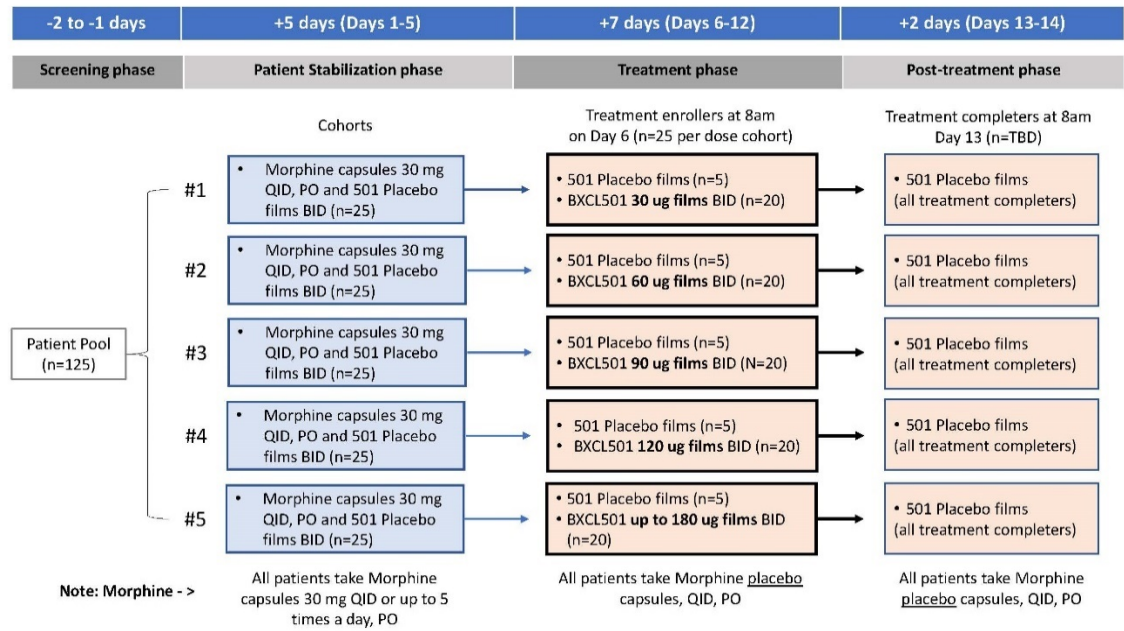 -2 to -1 days
+5 days (Days 1-5)
+7 days (Days 6-12)
+2 days (Days 13-14)
Screening phase
Patient Stabilization phase
Treatment phase
Post-treatment phase
Cohorts
Treatment enrollers at 8am
on Day 6 (n=25 per dose cohort)
Treatment completers at 8am
Day 13 (n=TBD)
Patient Pool
(n=125)
#1
• Morphine capsules 30 mg
QID, PO and 501 Placebo
films BID (n=25)
• 501 Placebo films (n=5)
• BXCL501 30 ug films BID (n=20)
• 501 Placebo films
(all treatment completers)
#2
• Morphine capsules 30 mg
QID, PO and 501 Placebo
films BID (n=25)
• 501 Placebo films (n=5)
• BXCL501 60 ug films BID (n=20)
• 501 Placebo films
(all treatment completers)
#3
• Morphine capsules 30 mg
QID, PO and 501 Placebo
films BID (n=25)
• 501 Placebo films (n=5)
• BXCL501 90 ug films BID (N=20)
• 501 Placebo films
(all treatment completers)
#4
• Morphine capsules 30 mg
QID, PO and 501 Placebo
films BID (n=25)
• 501 Placebo films (n=5)
• BXCL501 120 ug films BID (n=20)
• 501 Placebo films
(all treatment completers)
#5
• Morphine capsules 30 mg
QID, PO and 501 Placebo
films BID (n=25)
• 501 Placebo films (n=5)
• BXCL501 up to 180 ug films BID
(n=20)
• 501 Placebo films
(all treatment completers)
Note: Morphine - >
All patients take Morphine
capsules 30 mg QID or up to 5
times a day, PO
All patients take Morphine placebo
capsules, QID, PO
All patients take Morphine
placebo capsules, QID, PO